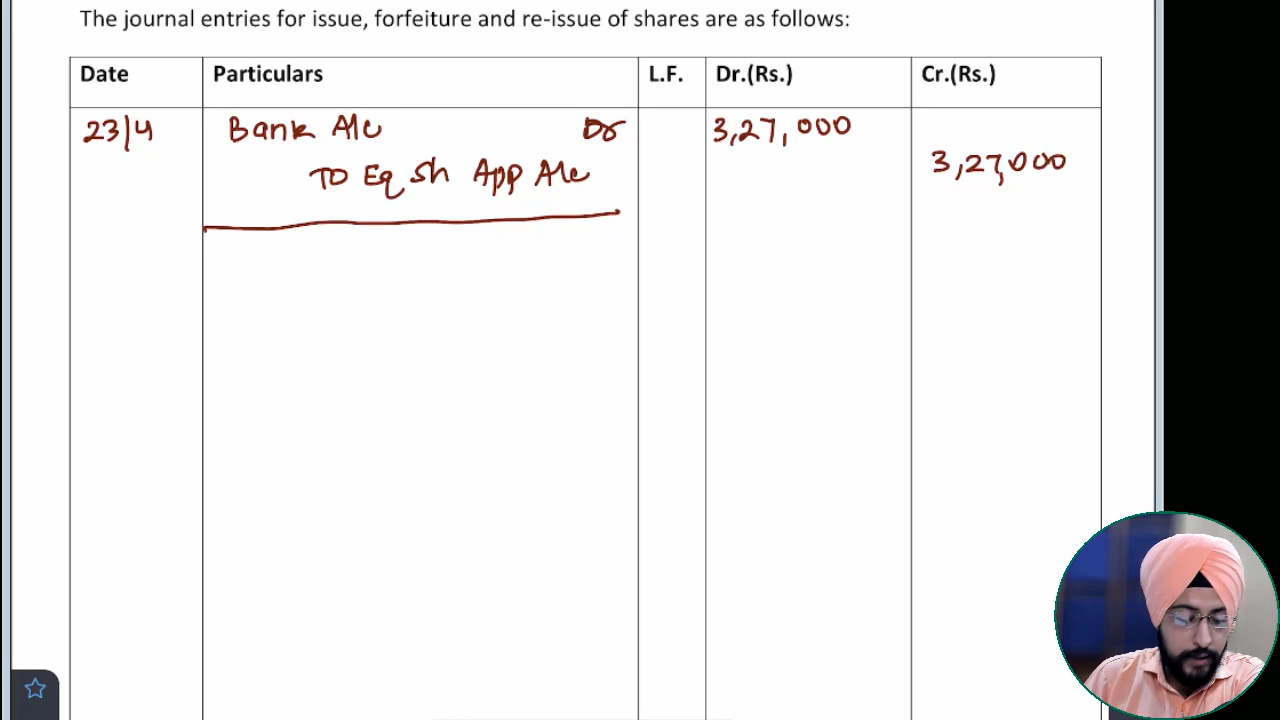 The journal entries for issue, forfeiture and re-issue of shares are as follows:
Date Particulars L.F. Dr.(Rs.) Cr.(Rs.)
23/4 Bank A/c Dr 3,27,000
To Eq Sh App A/c 3,27,000